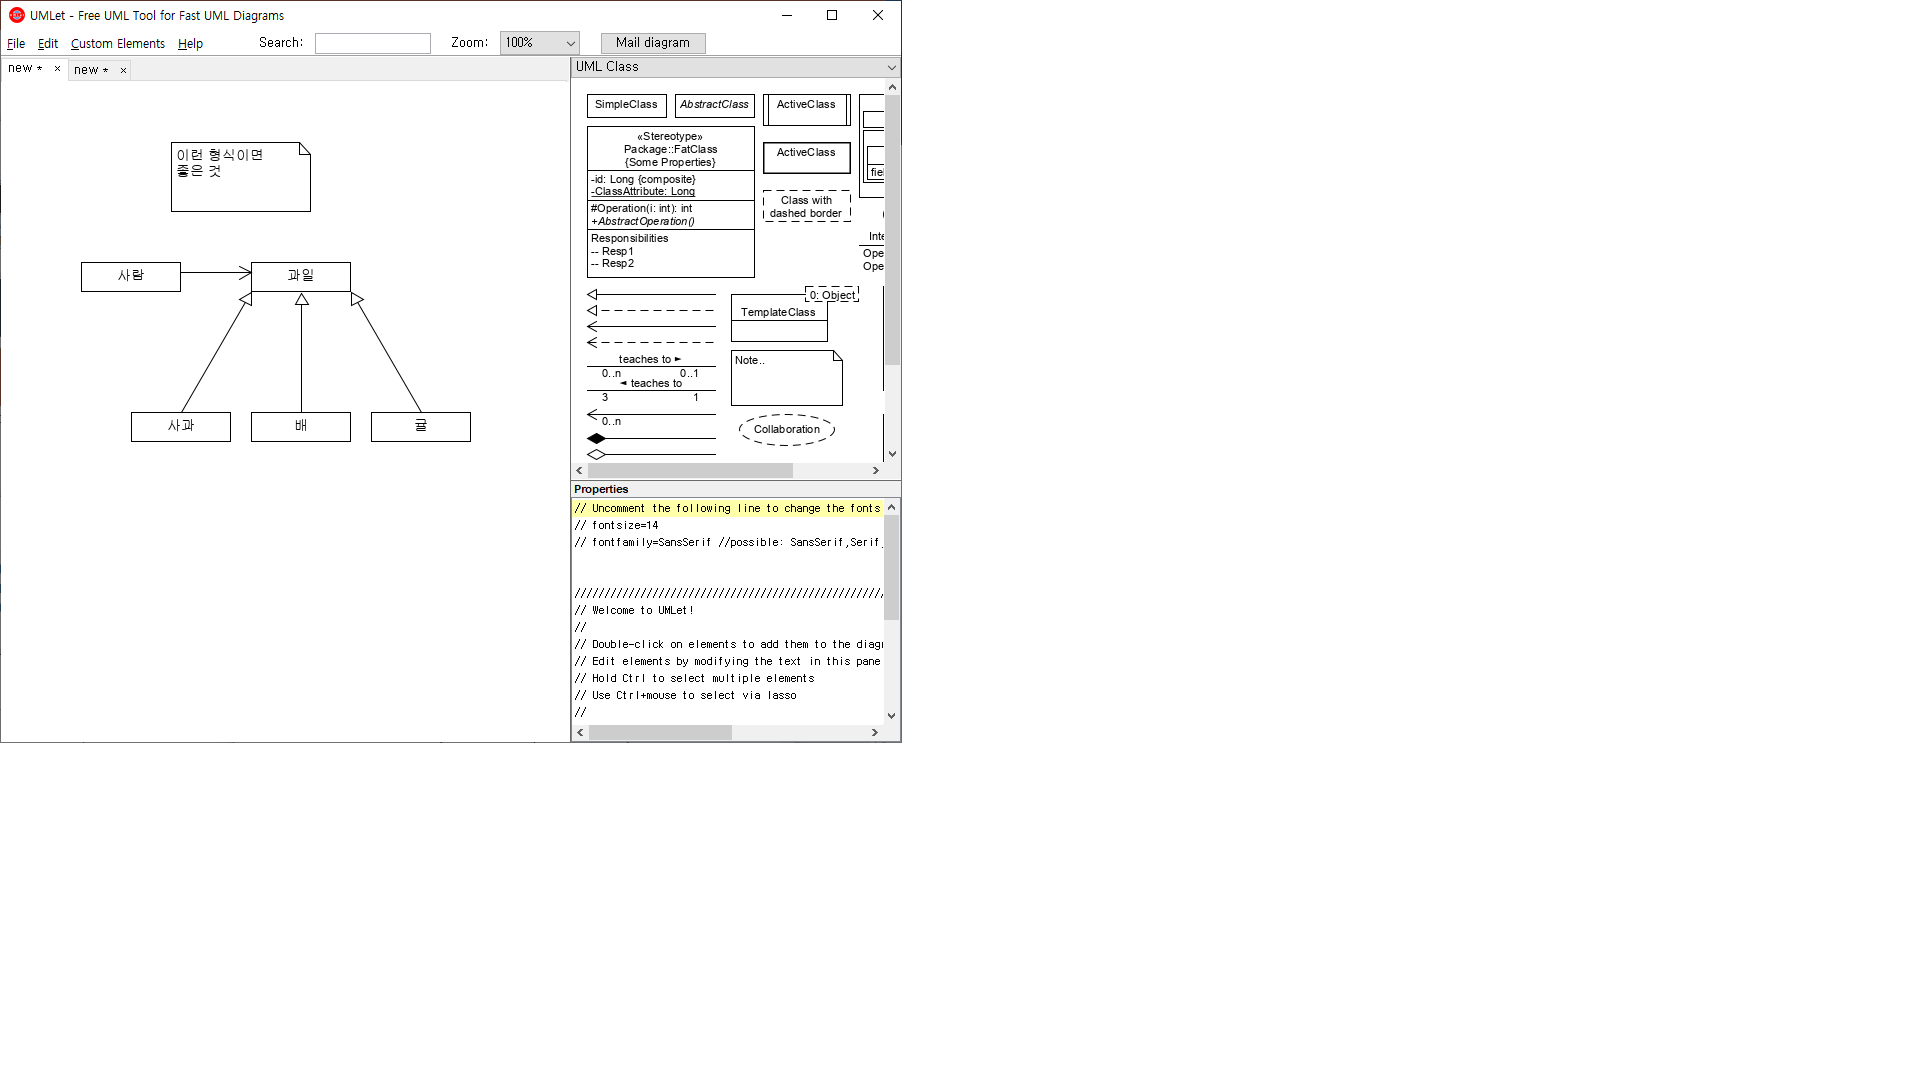 UMLet - Free UML Tool for Fast UML Diagrams
File Edit Custom Elements Help Search: Zoom: 100% Mail diagram
new * × new * ×
이런 형식이면
좋은 것
사람
과일
사과
배
귤
UML Class
SimpleClass
AbstractClass
ActiveClass
«Stereotype»
Package::FatClass
{Some Properties}
-id: Long {composite}
-ClassAttribute: Long
#Operation(i: int): int
+AbstractOperation()
Responsibilities
-- Resp1
-- Resp2
ActiveClass
Class with
dashed border
0: Object
TemplateClass
teaches to ►
0..n 0..1
◄ teaches to
3 1
0..n
Note..
Collaboration
Properties
// Uncomment the following line to change the fonts
// fontsize=14
// fontfamily=SansSerif //possible: SansSerif,Serif,
////////////////////////////////////////////////////
// Welcome to UMLet!
//
// Double-click on elements to add them to the diag
// Edit elements by modifying the text in this pane
// Hold Ctrl to select multiple elements
// Use Ctrl+mouse to select via lasso
//